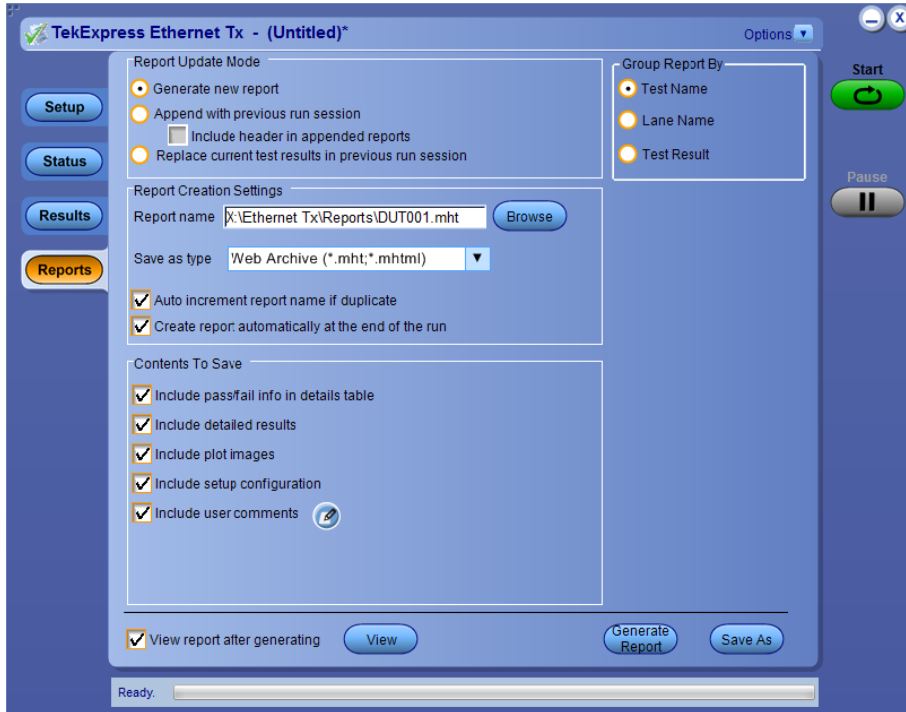 TekExpress Ethernet Tx - (Untitled)*
Options
Start
Pause
Setup
Status
Results
Reports
Report Update Mode
Generate new report
Append with previous run session
Include header in appended reports
Replace current test results in previous run session
Group Report By
Test Name
Lane Name
Test Result
Report Creation Settings
Report name X:\Ethernet Tx\Reports\DUT001.mht Browse
Save as type Web Archive (*.mht;*.mhtml)
Auto increment report name if duplicate
Create report automatically at the end of the run
Contents To Save
Include pass/fail info in details table
Include detailed results
Include plot images
Include setup configuration
Include user comments
View report after generating View
Generate
Report
Save As
Ready.